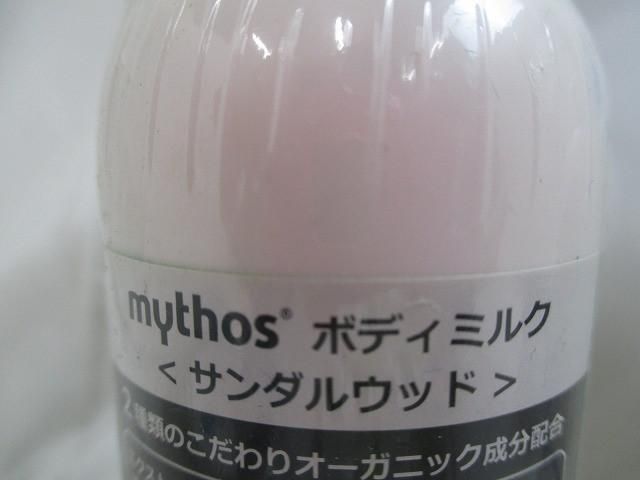 mythos® ボディミルク
< サンダルウッド >
2種類のこだわりオーガニック成分配合